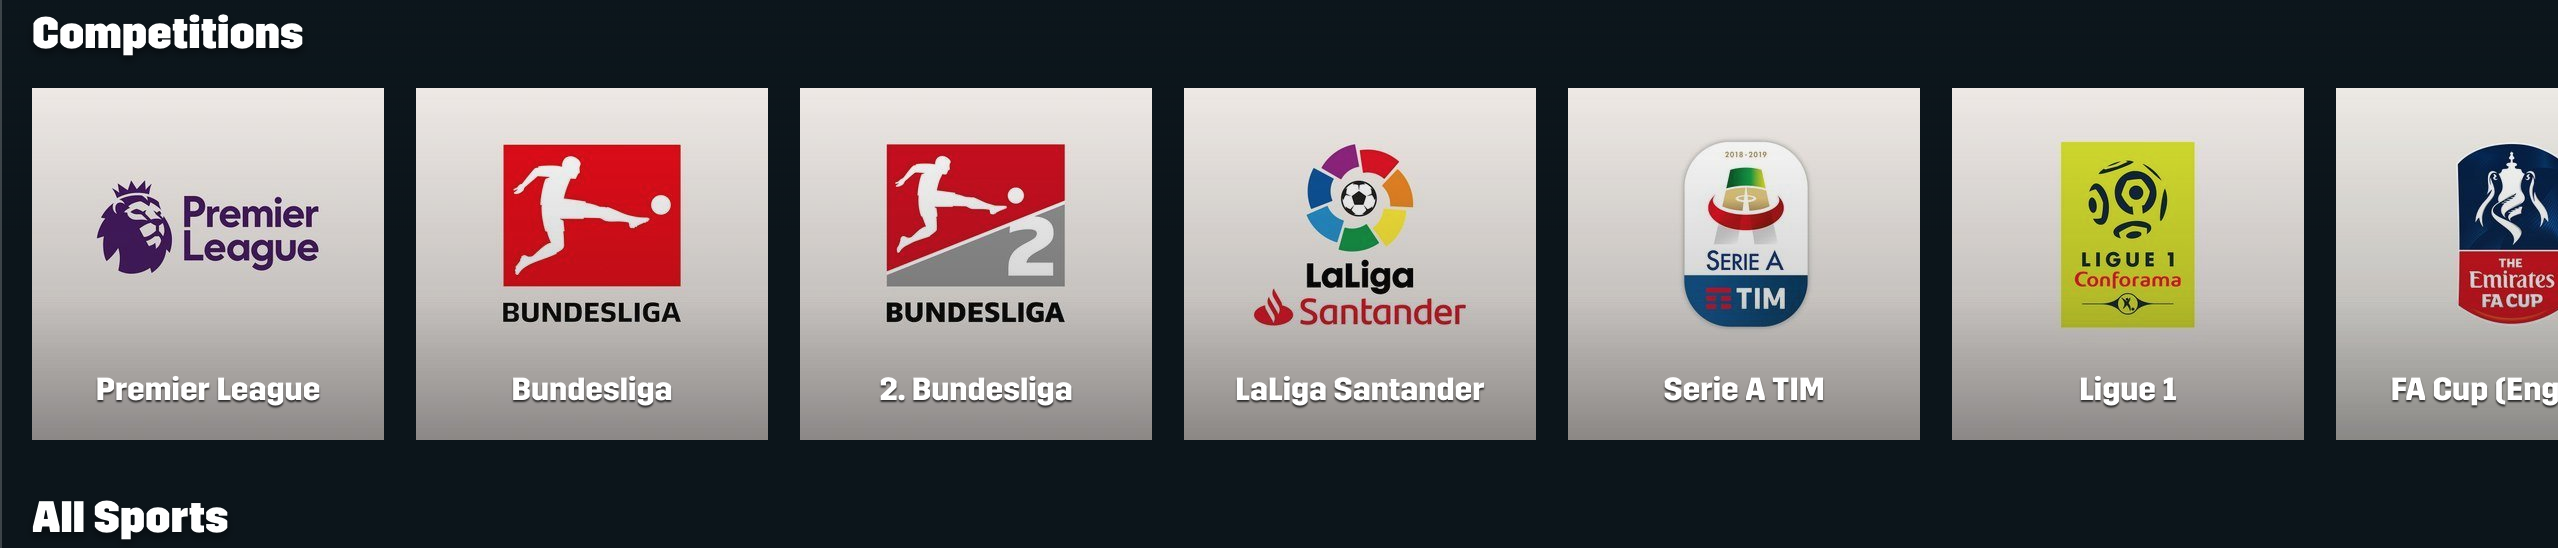 Competitions
Premier
League
Premier League
BUNDESLIGA
Bundesliga
2
BUNDESLIGA
2. Bundesliga
LaLiga
Santander
LaLiga Santander
2018-2019
SERIE A
TIM
Serie A TIM
LIGUE 1
Conforama
Ligue 1
THE
Emirates
FA CUP
FA Cup (Eng
All Sports